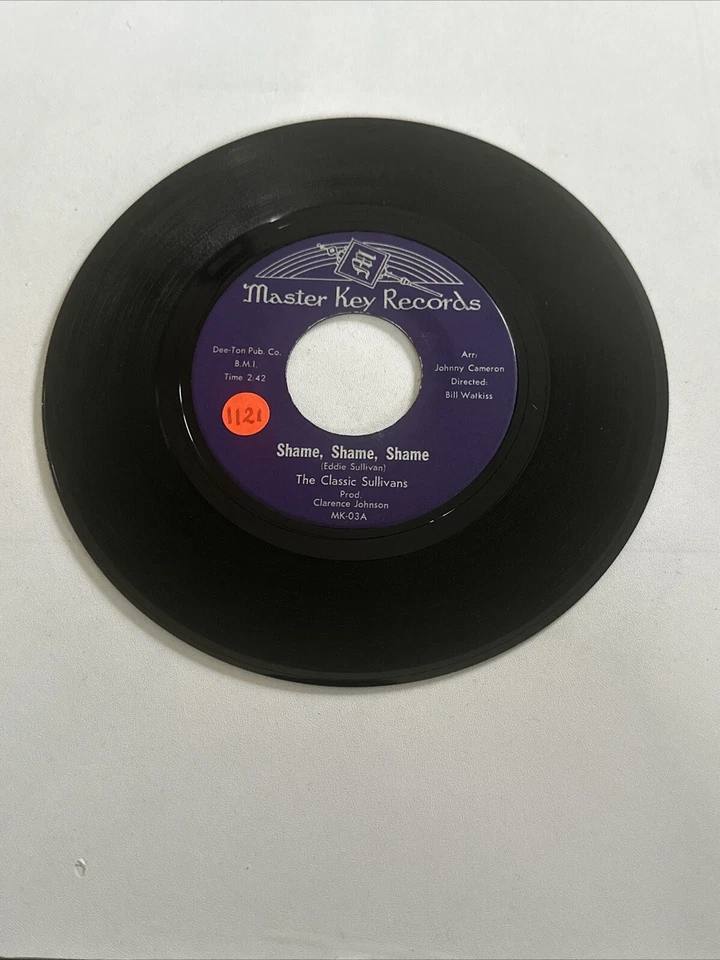 M
Master Key Records
Dee-Ton Pub. Co.
B.M.I.
Time 2:42
Arr:
Johnny Cameron
Directed:
Bill Watkiss
1121
Shame, Shame, Shame
(Eddie Sullivan)
The Classic Sullivans
Prod.
Clarence Johnson
MK-03A